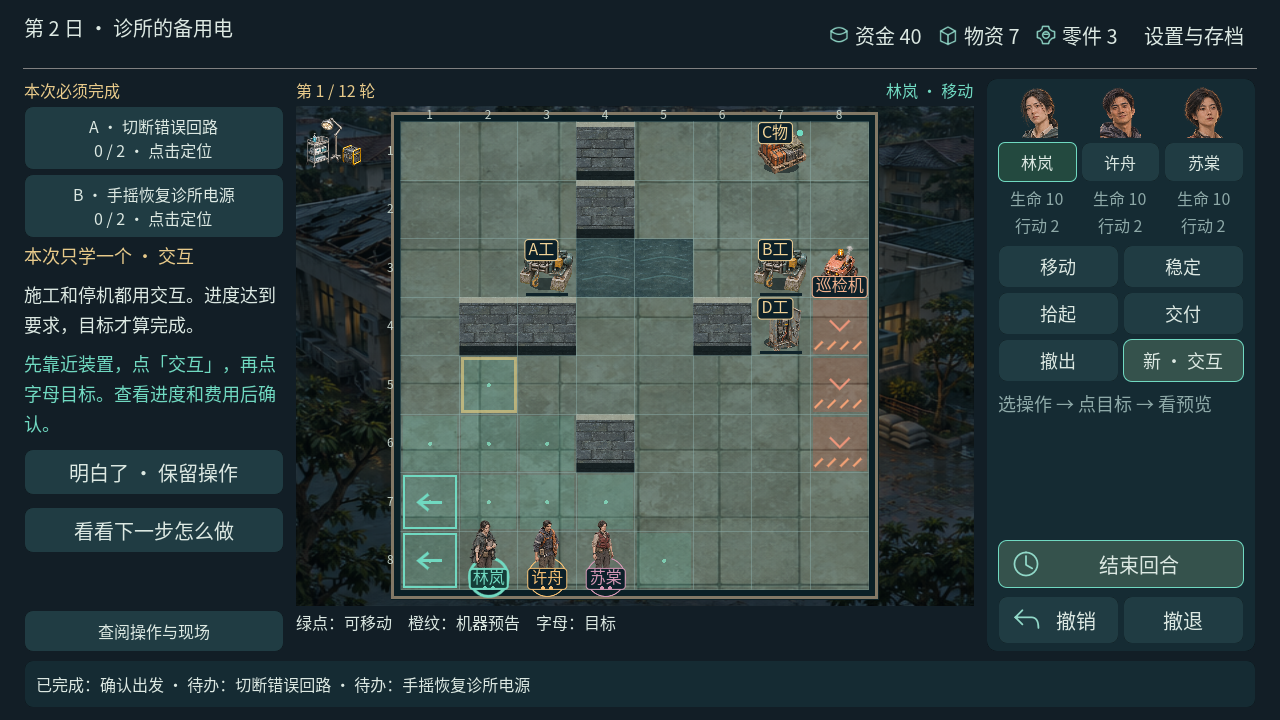 第 2 日 · 诊所的备用电
资金 40 物资 7 零件 3 设置与存档
本次必须完成
A · 切断错误回路
0 / 2 · 点击定位
B · 手摇恢复诊所电源
0 / 2 · 点击定位
本次只学一个 · 交互
施工和停机都用交互。进度达到
要求，目标才算完成。
先靠近装置，点「交互」，再点
字母目标。查看进度和费用后确
认。
明白了 · 保留操作
看看下一步怎么做
查阅操作与现场
第 1 / 12 轮
林岚 · 移动
1 2 3 4 5 6 7 8
1
2
3
4
5
6
7
8
C物
A工
B工
巡检机
D工
林岚 许舟 苏棠
绿点：可移动 橙纹：机器预告 字母：目标
林岚 许舟 苏棠
生命 10 生命 10 生命 10
行动 2 行动 2 行动 2
移动 稳定
拾起 交付
撤出 新 · 交互
选操作 → 点目标 → 看预览
结束回合
撤销 撤退
已完成：确认出发 · 待办：切断错误回路 · 待办：手摇恢复诊所电源